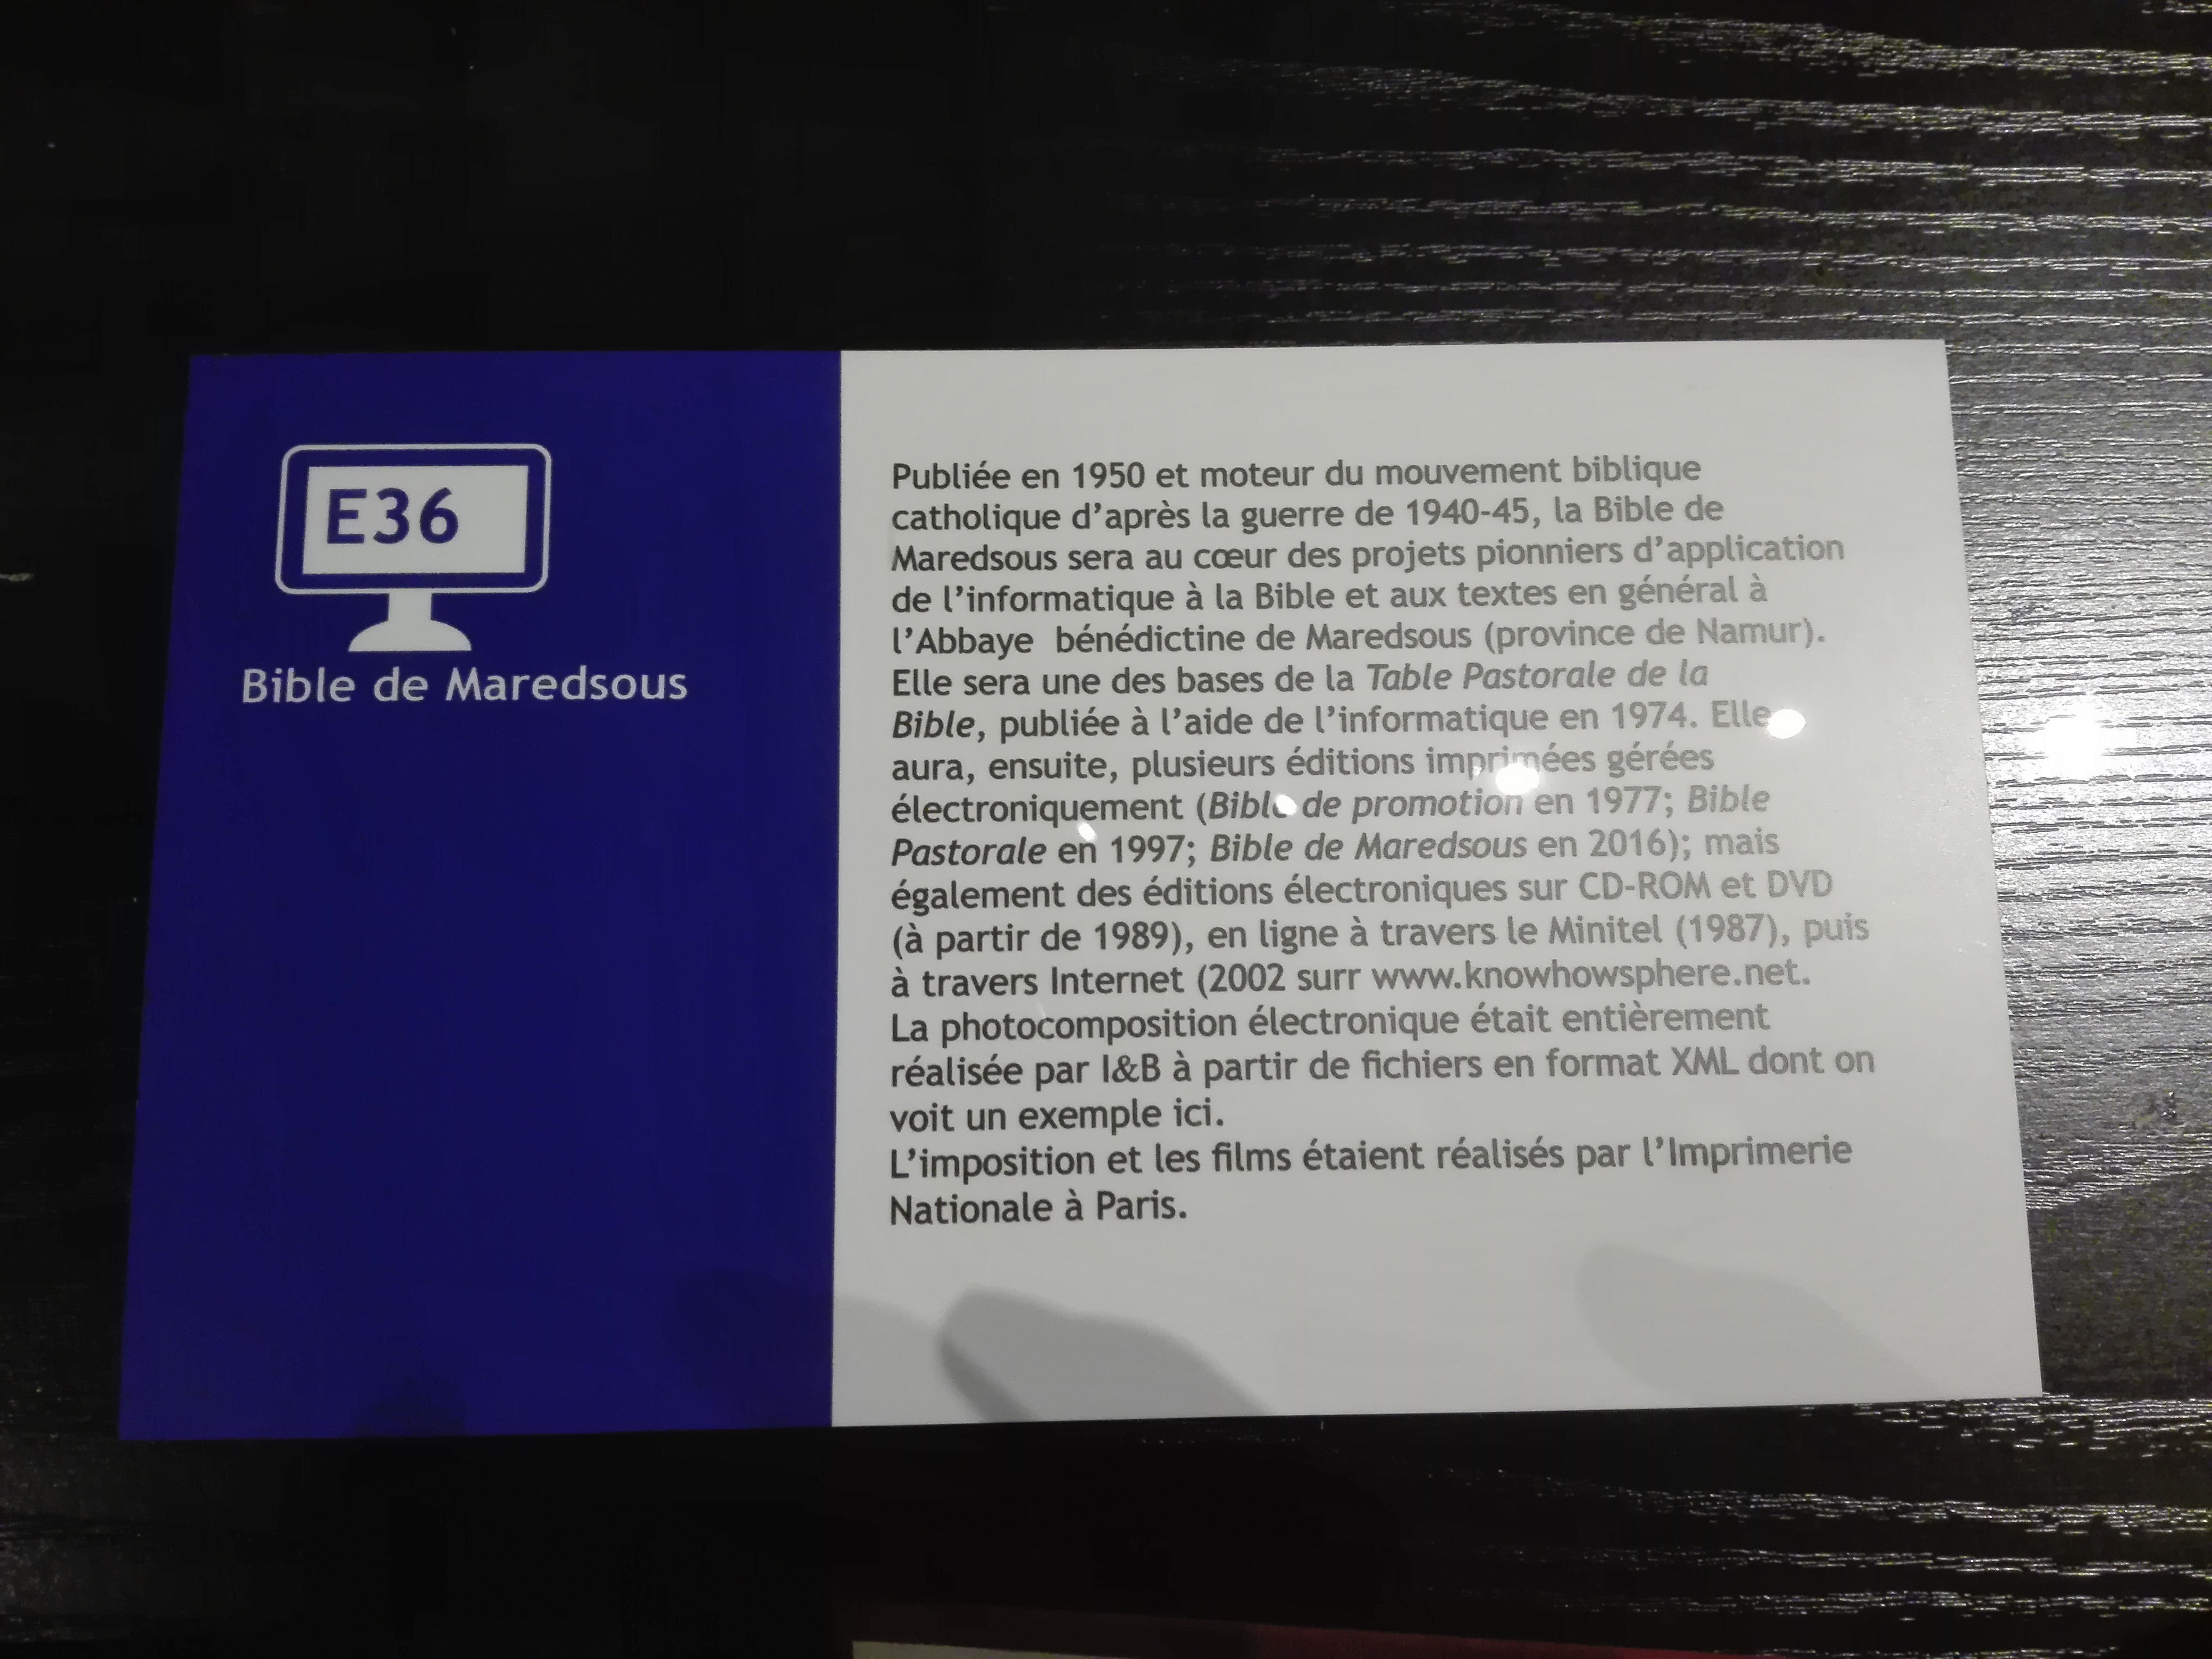 E36
Bible de Maredsous
Publiée en 1950 et moteur du mouvement biblique
catholique d'après la guerre de 1940-45, la Bible de
Maredsous sera au cœur des projets pionniers d'application
de l'informatique à la Bible et aux textes en général à
l'Abbaye bénédictine de Maredsous (province de Namur).
Elle sera une des bases de la Table Pastorale de la
Bible, publiée à l'aide de l'informatique en 1974. Elle
aura, ensuite, plusieurs éditions imprimées gérées
électroniquement (Bible de promotion en 1977; Bible
Pastorale en 1997; Bible de Maredsous en 2016); mais
également des éditions électroniques sur CD-ROM et DVD
(à partir de 1989), en ligne à travers le Minitel (1987), puis
à travers Internet (2002 surr www.knowhowsphere.net.
La photocomposition électronique était entièrement
réalisée par I&B à partir de fichiers en format XML dont on
voit un exemple ici.
L'imposition et les films étaient réalisés par l'Imprimerie
Nationale à Paris.